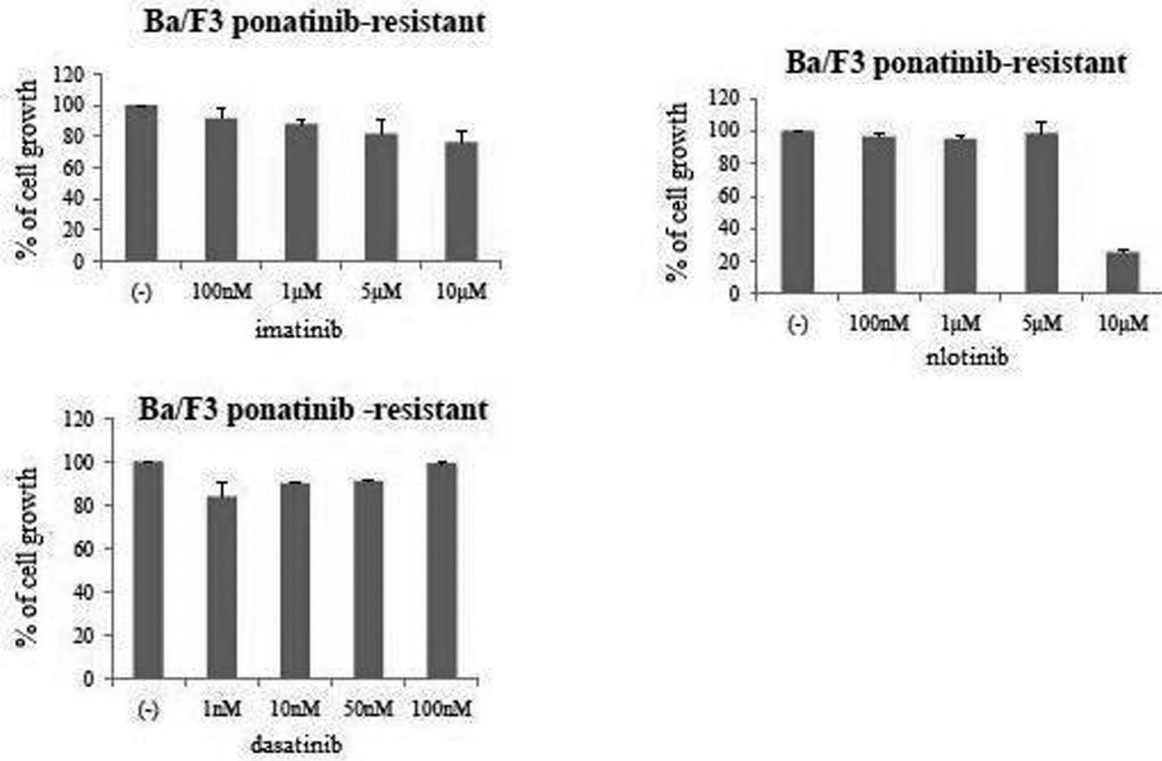 Ba/F3 ponatinib-resistant
% of cell growth
120
100
80
60
40
20
0
(-) 100nM 1µM 5µM 10µM
imatinib
Ba/F3 ponatinib-resistant
% of cell growth
120
100
80
60
40
20
0
(-) 100nM 1µM 5µM 10µM
nlotinib
Ba/F3 ponatinib -resistant
% of cell growth
120
100
80
60
40
20
0
(-) 1nM 10nM 50nM 100nM
dasatinib